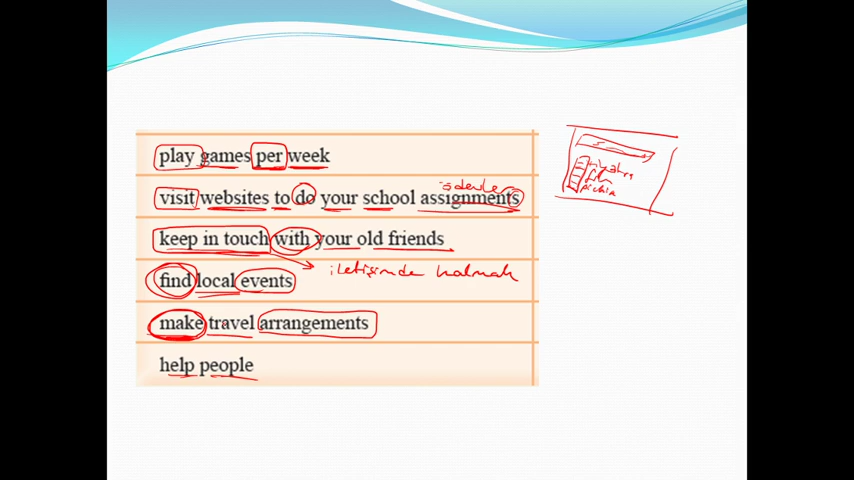 play games per week
ödevler
visit websites to do your school assignments
keep in touch with your old friends
iletişimde kalmak
find local events
make travel arrangements
help people